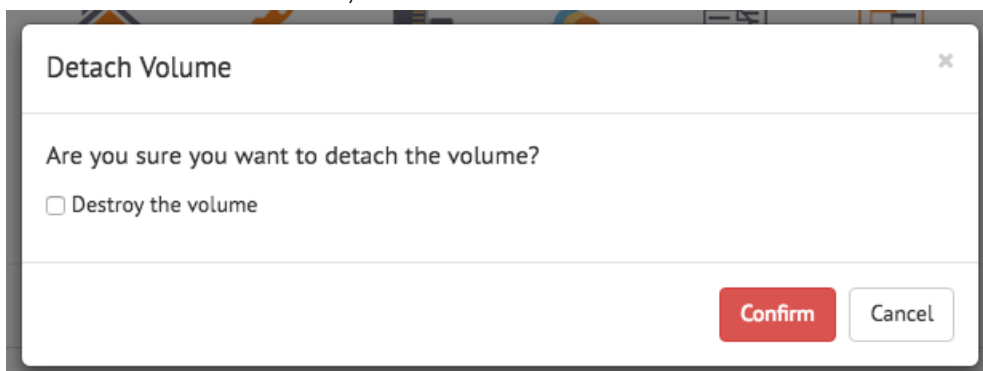 Detach Volume
×
Are you sure you want to detach the volume?
Destroy the volume
Confirm Cancel